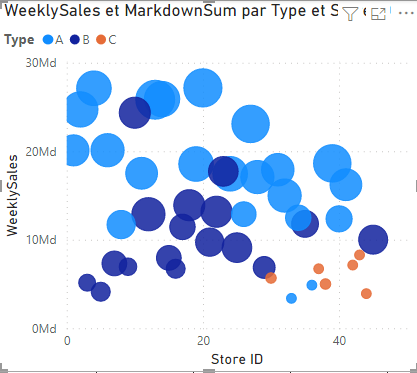 WeeklySales et MarkdownSum par Type et S
Type A B C
30Md
20Md
10Md
0Md
WeeklySales
0 20 40
Store ID